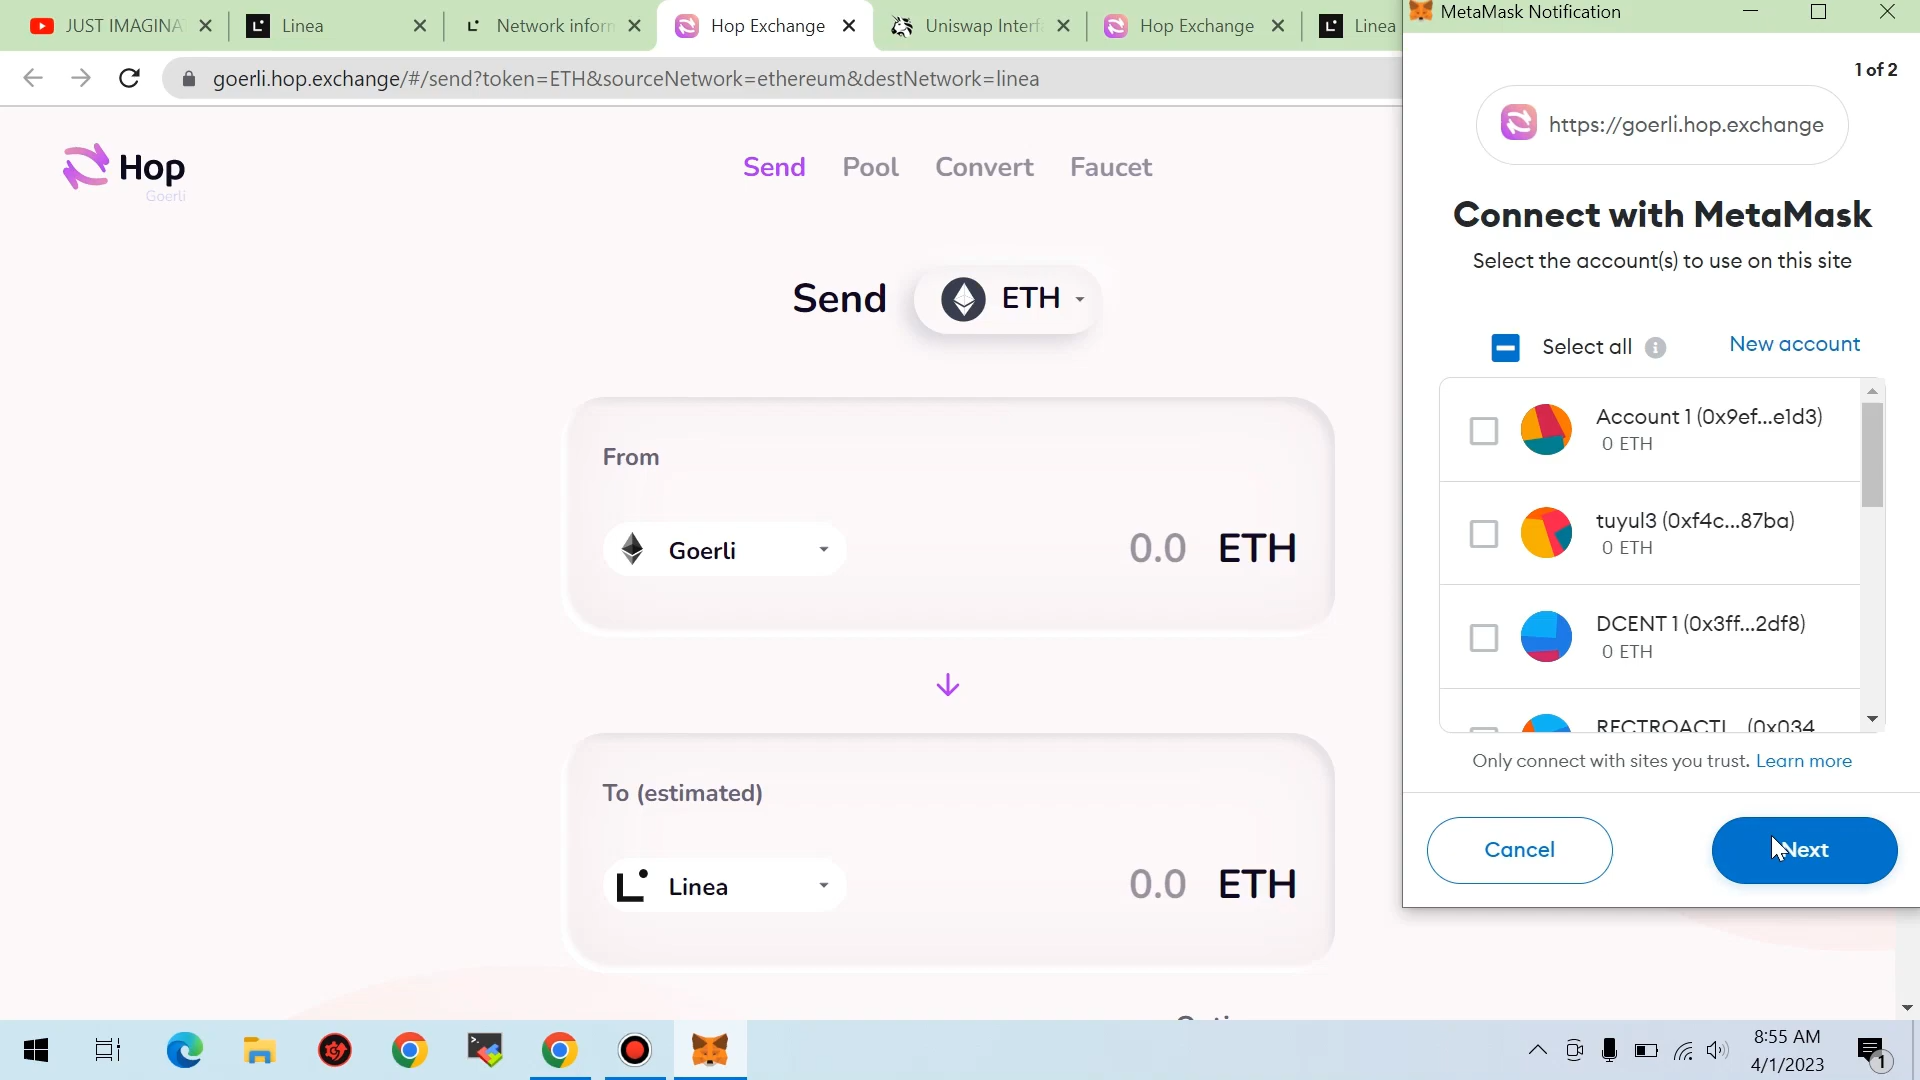 JUST IMAGINA
Linea
Network inforn
Hop Exchange
Uniswap Interfa
Hop Exchange
Linea
MetaMask Notification
goerli.hop.exchange/#/send?token=ETH&sourceNetwork=ethereum&destNetwork=linea
1 of 2
https://goerli.hop.exchange
Hop
Goerli
Send
Pool
Convert
Faucet
Connect with MetaMask
Select the account(s) to use on this site
Send
ETH
Select all
New account
From
Goerli
0.0
ETH
Account 1 (0x9ef...e1d3)
0 ETH
tuyul3 (0xf4c...87ba)
0 ETH
DCENT 1 (0x3ff...2df8)
0 ETH
RECTROACTI... (0x034
To (estimated)
Linea
0.0
ETH
Only connect with sites you trust. Learn more
Cancel
Next
8:55 AM
4/1/2023
1